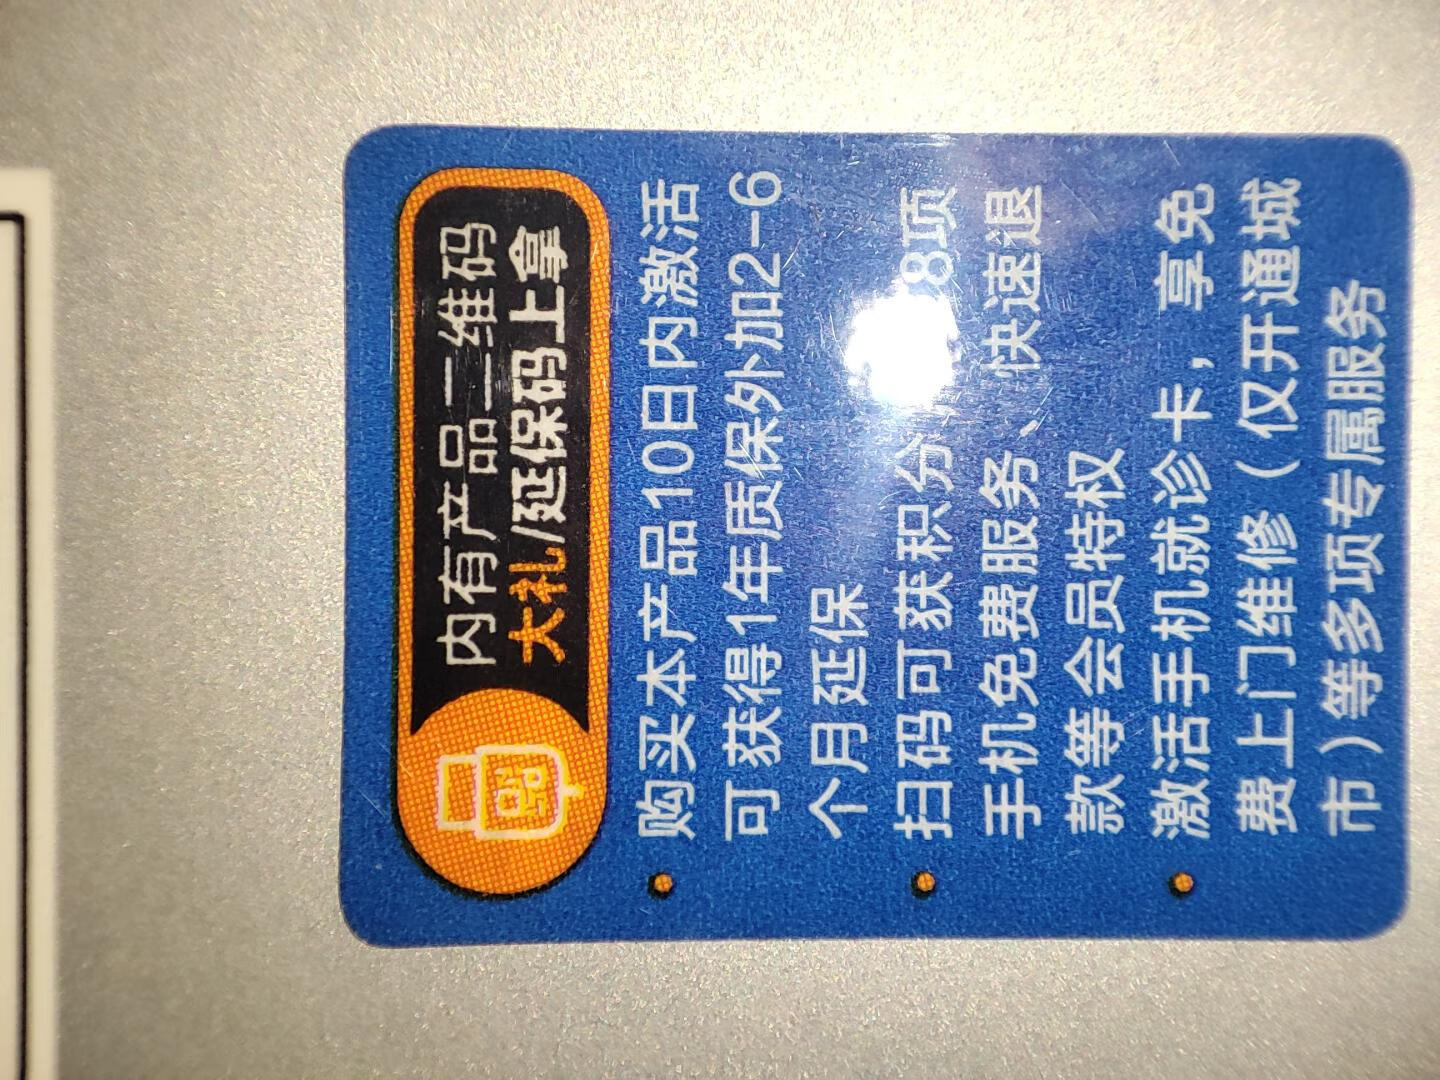 内有产品二维码
大礼/延保码上拿
购买本产品10日内激活
可获得1年质保外加2-6
个月延保
扫码可获积分 8项
手机免费服务、快速退
款等会员特权
激活手机就诊卡，享免
费上门维修（仅开通城
市）等多项专属服务